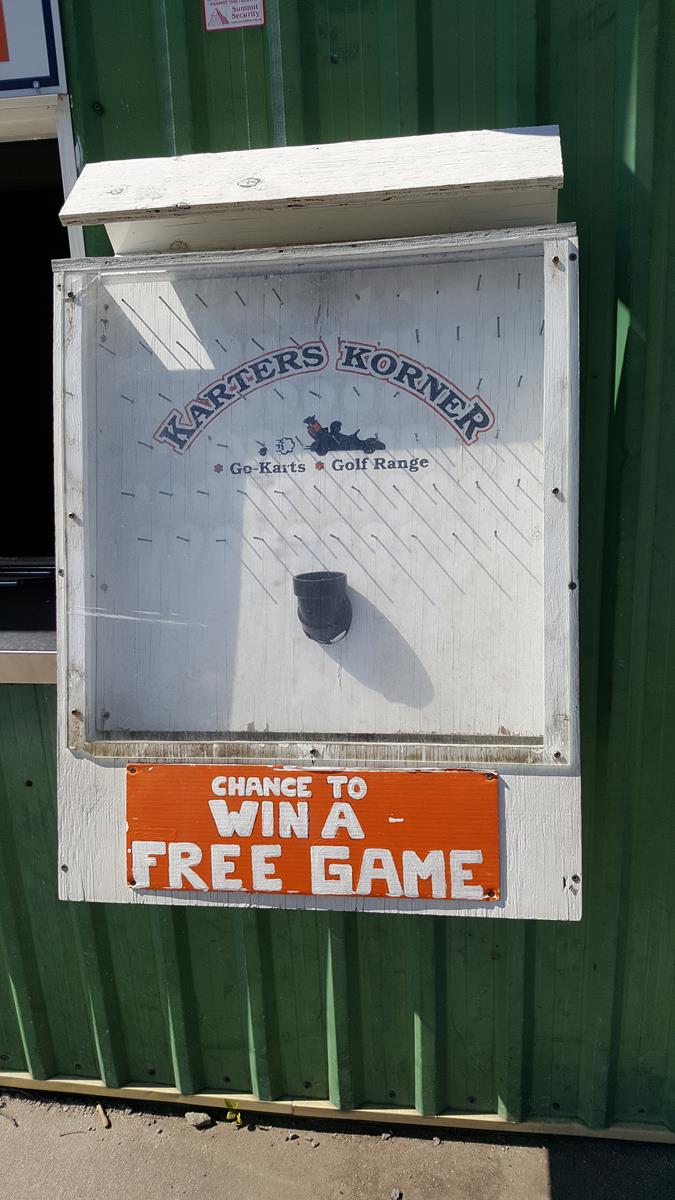 Summit
Security
KARTERS KORNER
Go-Karts Golf Range
CHANCE TO
WIN A
FREE GAME